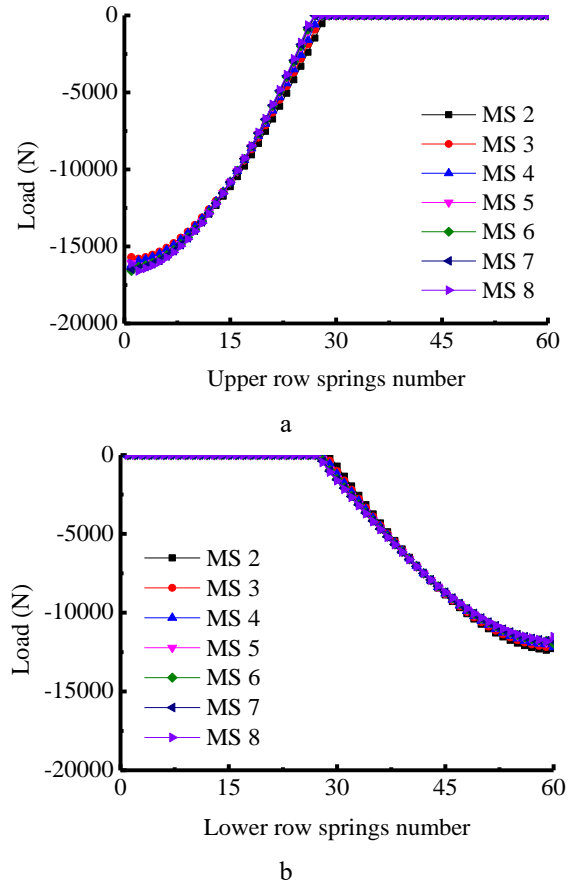 0
-5000
-10000
-15000
-20000
Load (N)
MS 2
MS 3
MS 4
MS 5
MS 6
MS 7
MS 8
0 15 30 45 60
Upper row springs number
a
0
-5000
-10000
-15000
-20000
Load (N)
MS 2
MS 3
MS 4
MS 5
MS 6
MS 7
MS 8
0 15 30 45 60
Lower row springs number
b